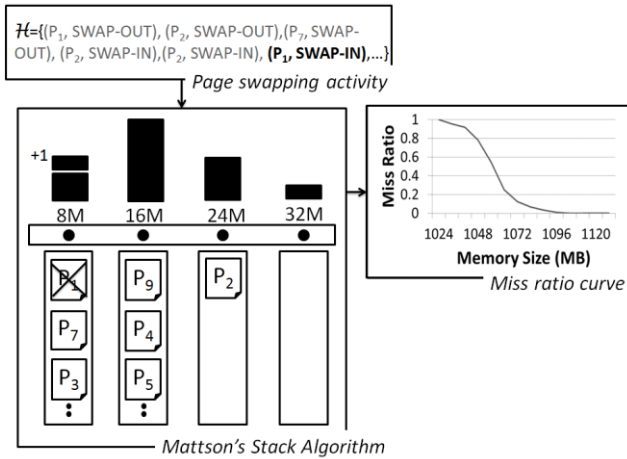 ℋ={(P₁, SWAP-OUT), (P₂, SWAP-OUT),(P₇, SWAP-
OUT), (P₂, SWAP-IN),(P₂, SWAP-IN), (P₁, SWAP-IN),...}
Page swapping activity
+1
8M 16M 24M 32M
P₁ P₉ P₂
P₇ P₄
P₃ P₅
Mattson's Stack Algorithm
Miss Ratio
1
0.8
0.6
0.4
0.2
0
1024 1048 1072 1096 1120
Memory Size (MB)
Miss ratio curve